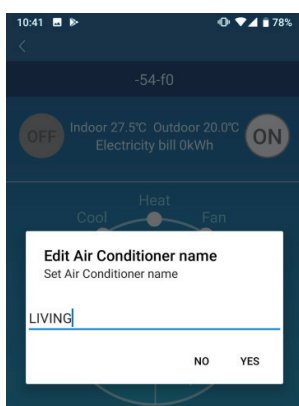 10:41 78%
-54-f0
OFF Indoor 27.5℃ Outdoor 20.0℃ ON
Electricity bill 0kWh
Heat
Cool Fan
Edit Air Conditioner name
Set Air Conditioner name
LIVING
NO YES